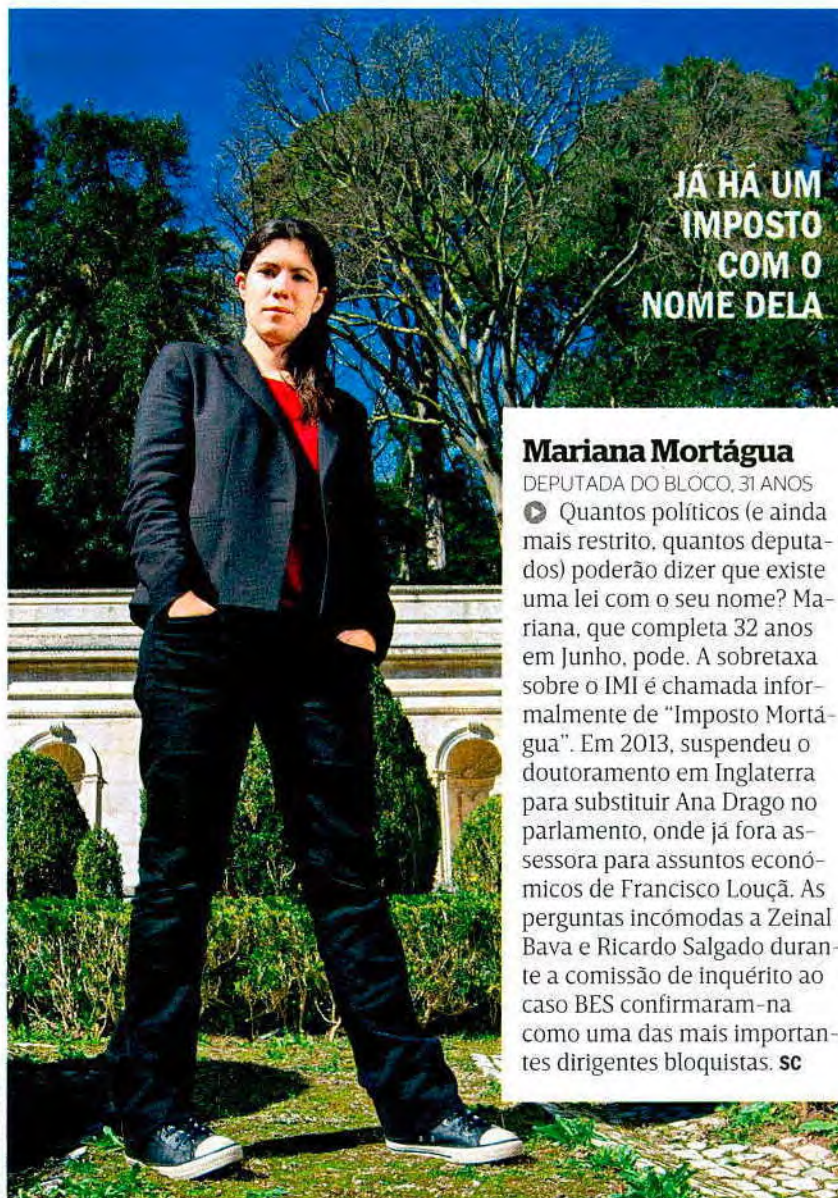 JÁ HÁ UM
IMPOSTO
COM O
NOME DELA
Mariana Mortágua
DEPUTADA DO BLOCO, 31 ANOS
Quantos políticos (e ainda
mais restrito, quantos deputa-
dos) poderão dizer que existe
uma lei com o seu nome? Ma-
riana, que completa 32 anos
em Junho, pode. A sobretaxa
sobre o IMI é chamada infor-
malmente de “Imposto Mortá-
gua”. Em 2013, suspendeu o
doutoramento em Inglaterra
para substituir Ana Drago no
parlamento, onde já fora as-
sessora para assuntos econó-
micos de Francisco Louçã. As
perguntas incómodas a Zeinal
Bava e Ricardo Salgado duran-
te a comissão de inquérito ao
caso BES confirmaram-na
como uma das mais importan-
tes dirigentes bloquistas. SC